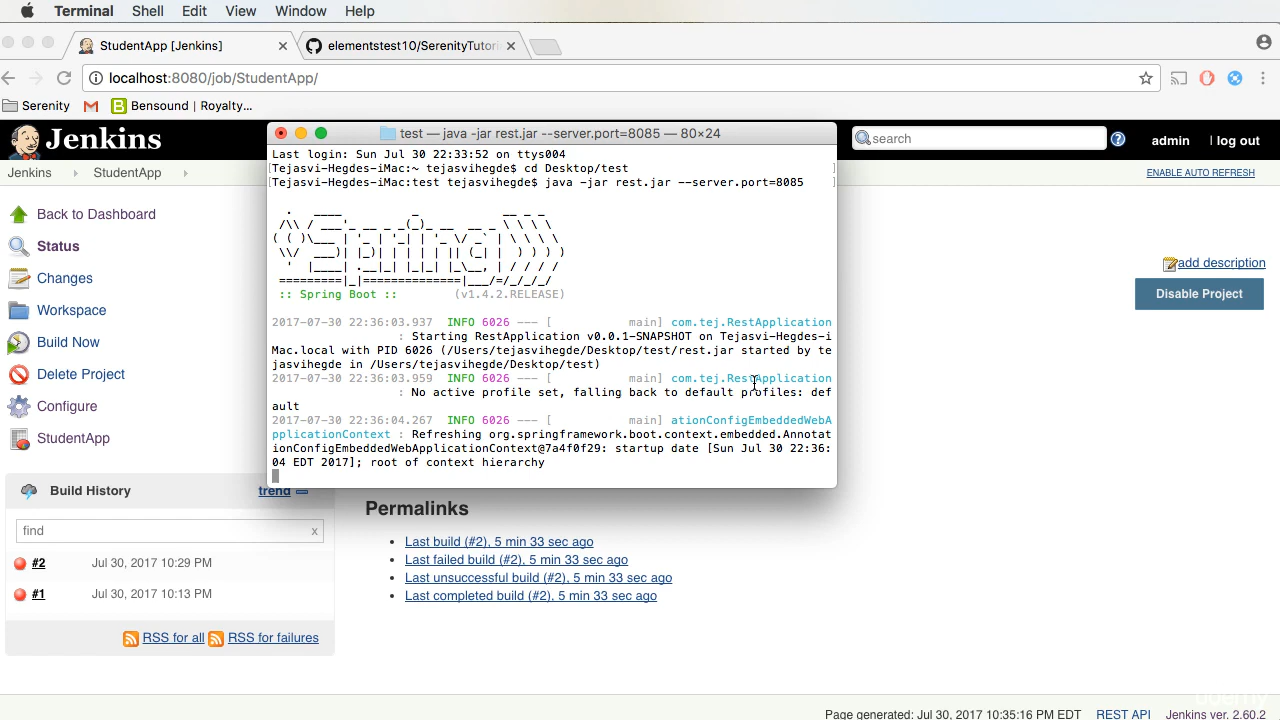 Terminal Shell Edit View Window Help
StudentApp [Jenkins] × elementstest10/SerenityTutori ×
localhost:8080/job/StudentApp/
Serenity Bensound | Royalty...
Jenkins search ? admin | log out
Jenkins StudentApp ENABLE AUTO REFRESH
test — java -jar rest.jar --server.port=8085 — 80×24
Last login: Sun Jul 30 22:33:52 on ttys004
[Tejasvi-Hegdes-iMac:~ tejasvihegde$ cd Desktop/test ]
[Tejasvi-Hegdes-iMac:test tejasvihegde$ java -jar rest.jar --server.port=8085 ]
:: Spring Boot :: (v1.4.2.RELEASE)
2017-07-30 22:36:03.937 INFO 6026 --- [ main] com.tej.RestApplication
: Starting RestApplication v0.0.1-SNAPSHOT on Tejasvi-Hegdes-i
Mac.local with PID 6026 (/Users/tejasvihegde/Desktop/test/rest.jar started by te
jasvihegde in /Users/tejasvihegde/Desktop/test)
2017-07-30 22:36:03.959 INFO 6026 --- [ main] com.tej.RestApplication
: No active profile set, falling back to default profiles: def
ault
2017-07-30 22:36:04.267 INFO 6026 --- [ main] ationConfigEmbeddedWebA
pplicationContext : Refreshing org.springframework.boot.context.embedded.Annotat
ionConfigEmbeddedWebApplicationContext@7a4f0f29: startup date [Sun Jul 30 22:36:
04 EDT 2017]; root of context hierarchy
Back to Dashboard
Status
Changes
Workspace
Build Now
Delete Project
Configure
StudentApp
add description
Disable Project
Build History trend
find x
#2 Jul 30, 2017 10:29 PM
#1 Jul 30, 2017 10:13 PM
RSS for all RSS for failures
Permalinks
Last build (#2), 5 min 33 sec ago
Last failed build (#2), 5 min 33 sec ago
Last unsuccessful build (#2), 5 min 33 sec ago
Last completed build (#2), 5 min 33 sec ago
Page generated: Jul 30, 2017 10:35:16 PM EDT REST API Jenkins ver. 2.60.2